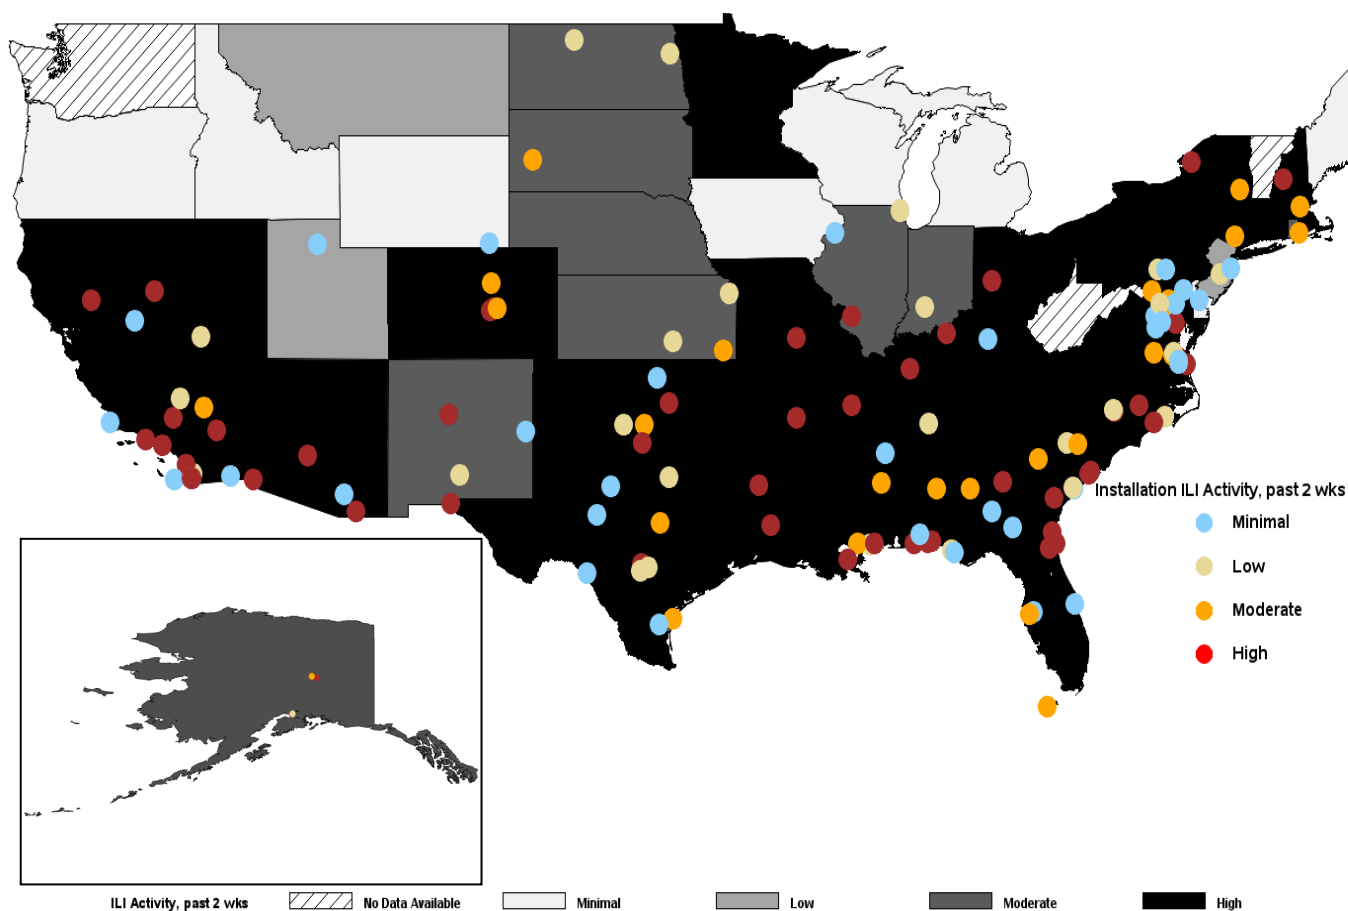 Installation ILI Activity, past 2 wks
Minimal
Low
Moderate
High
ILI Activity, past 2 wks No Data Available Minimal Low Moderate High